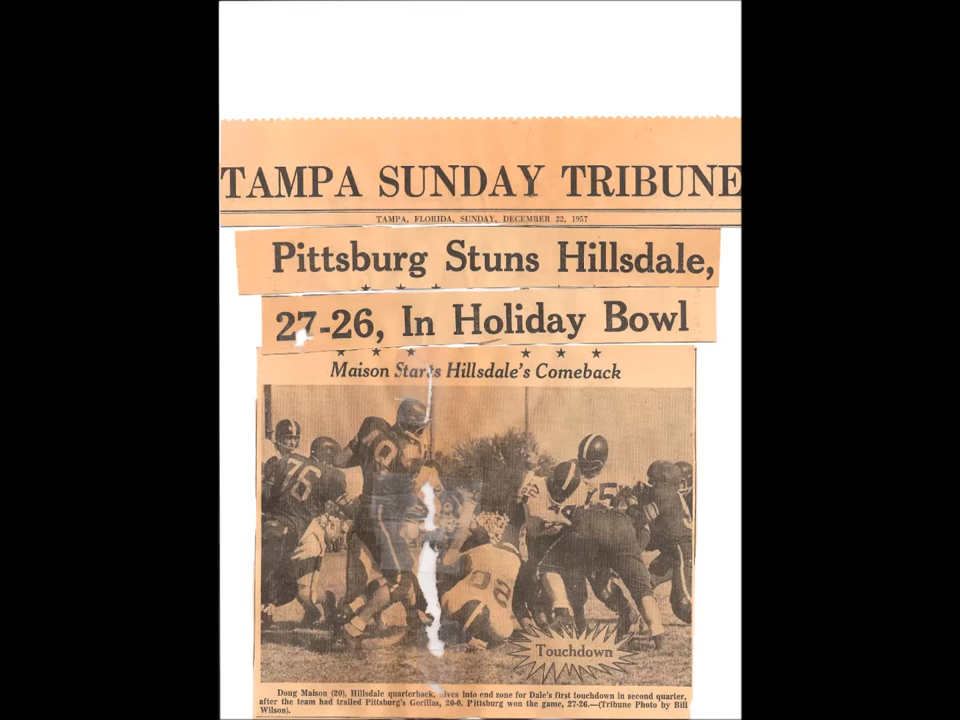 TAMPA SUNDAY TRIBUNE
TAMPA, FLORIDA, SUNDAY, DECEMBER 22, 1957
Pittsburg Stuns Hillsdale,
27-26, In Holiday Bowl
Maison Starts Hillsdale's Comeback
76
Touchdown
Doug Maison (20), Hillsdale quarterback, into end zone for Dale's first touchdown in second quarter,
after the team had trailed Pittsburg's Gorillas, 20-0. Pittsburg won the game, 27-26.—(Tribune Photo by Bill
Wilson).